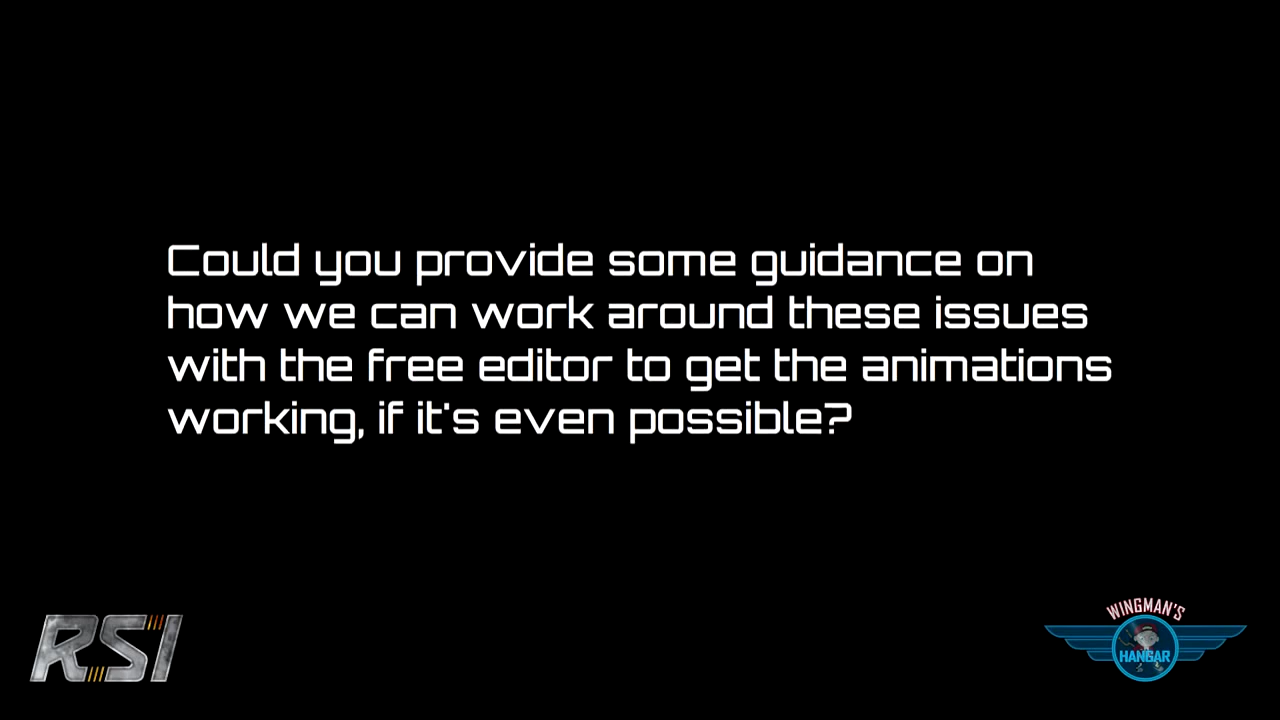 Could you provide some guidance on
how we can work around these issues
with the free editor to get the animations
working, if it's even possible?
RSI
WINGMAN'S
HANGAR